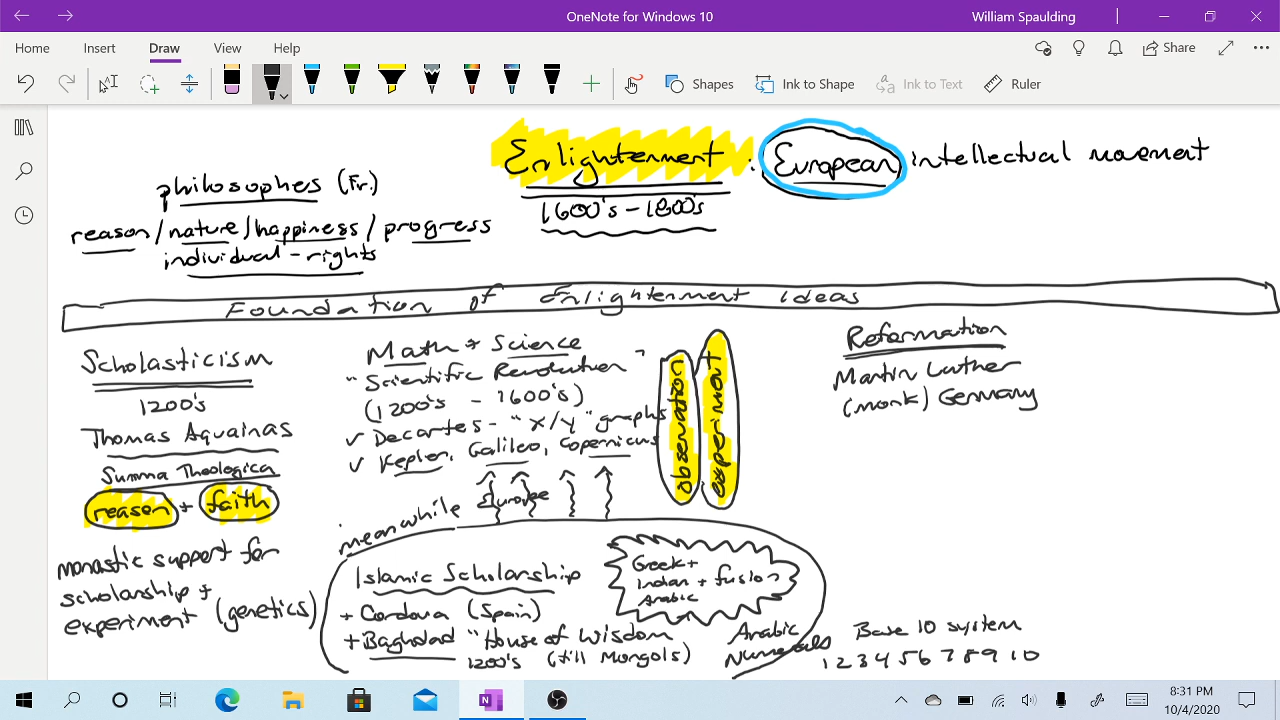 OneNote for Windows 10
William Spaulding
Home Insert Draw View Help
Share
Shapes
Ink to Shape
Ink to Text
Ruler
Enlightenment : European intellectual movement
1600's - 1800's
philosophes (Fr.)
reason / nature / happiness / progress
individual - rights
Foundation of Enlightenment Ideas
Scholasticism
1200's
Thomas Aquainas
Summa Theologica
reason + faith
monastic support for
scholarship +
experiment (genetics)
Math + Science
"Scientific Revolution"
(1200's - 1600's)
✓ Decartes - "x/y" graphs
✓ Kepler, Galileo, Copernicus
observation
experiment
meanwhile Europe
Islamic Scholarship
+ Cordova (Spain)
+ Baghdad "House of Wisdom
1200's (till Mongols)
Greek +
Indian + fusion
Arabic
Arabic
Numerals
Base 10 system
1 2 3 4 5 6 7 8 9 10
Reformation
Martin Luther
(monk) Germany
8:31 PM
10/4/2020